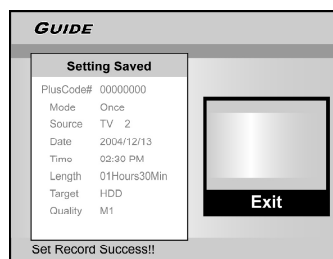 GUIDE
Setting Saved
PlusCode# 00000000
Mode Once
Source TV 2
Date 2004/12/13
Time 02:30 PM
Length 01Hours30Min
Target HDD
Quality M1
Exit
Set Record Success!!